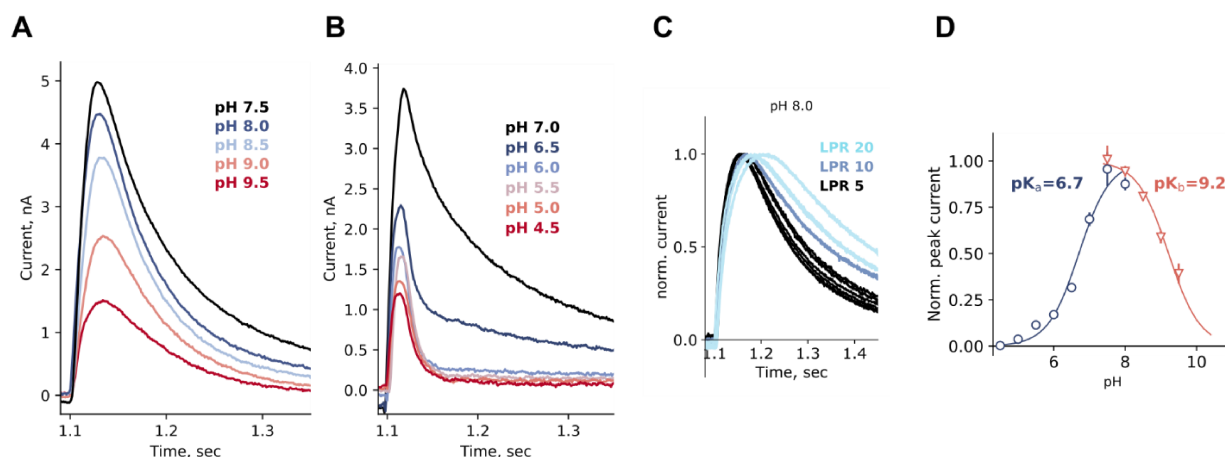 A
5
4
3
2
1
0
Current, nA
pH 7.5
pH 8.0
pH 8.5
pH 9.0
pH 9.5
1.1
1.2
1.3
Time, sec
B
4.0
3.5
3.0
2.5
2.0
1.5
1.0
0.5
0.0
Current, nA
pH 7.0
pH 6.5
pH 6.0
pH 5.5
pH 5.0
pH 4.5
1.1
1.2
1.3
Time, sec
C
pH 8.0
LPR 20
LPR 10
LPR 5
1.0
0.5
0.0
norm. current
1.1
1.2
1.3
1.4
Time, sec
D
1.00
0.75
0.50
0.25
0.00
Norm. peak current
pKa=6.7
pKb=9.2
6
8
10
pH